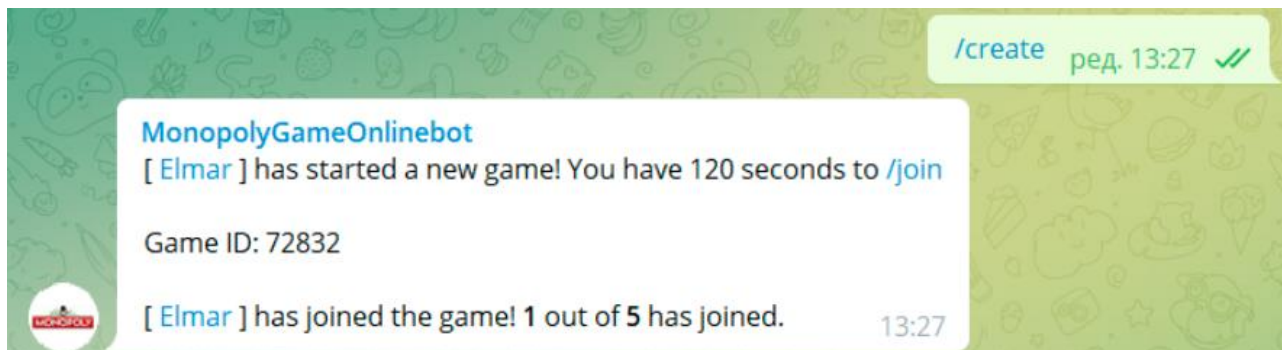 /create ред. 13:27
MonopolyGameOnlinebot
[ Elmar ] has started a new game! You have 120 seconds to /join
Game ID: 72832
[ Elmar ] has joined the game! 1 out of 5 has joined.
13:27
MONOPOLY